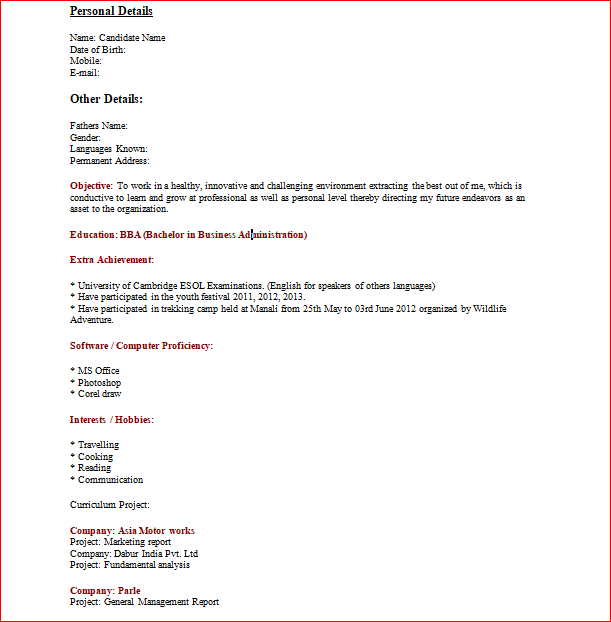 Personal Details
Name: Candidate Name
Date of Birth:
Mobile:
E-mail:
Other Details:
Fathers Name:
Gender:
Languages Known:
Permanent Address:
Objective: To work in a healthy, innovative and challenging environment extracting the best out of me, which is
conductive to learn and grow at professional as well as personal level thereby directing my future endeavors as an
asset to the organization.
Education: BBA (Bachelor in Business Administration)
Extra Achievement:
* University of Cambridge ESOL Examinations. (English for speakers of others languages)
* Have participated in the youth festival 2011, 2012, 2013.
* Have participated in trekking camp held at Manali from 25th May to 03rd June 2012 organized by Wildlife
Adventure.
Software / Computer Proficiency:
* MS Office
* Photoshop
* Corel draw
Interests / Hobbies:
* Travelling
* Cooking
* Reading
* Communication
Curriculum Project:
Company: Asia Motor works
Project: Marketing report
Company: Dabur India Pvt. Ltd
Project: Fundamental analysis
Company: Parle
Project: General Management Report